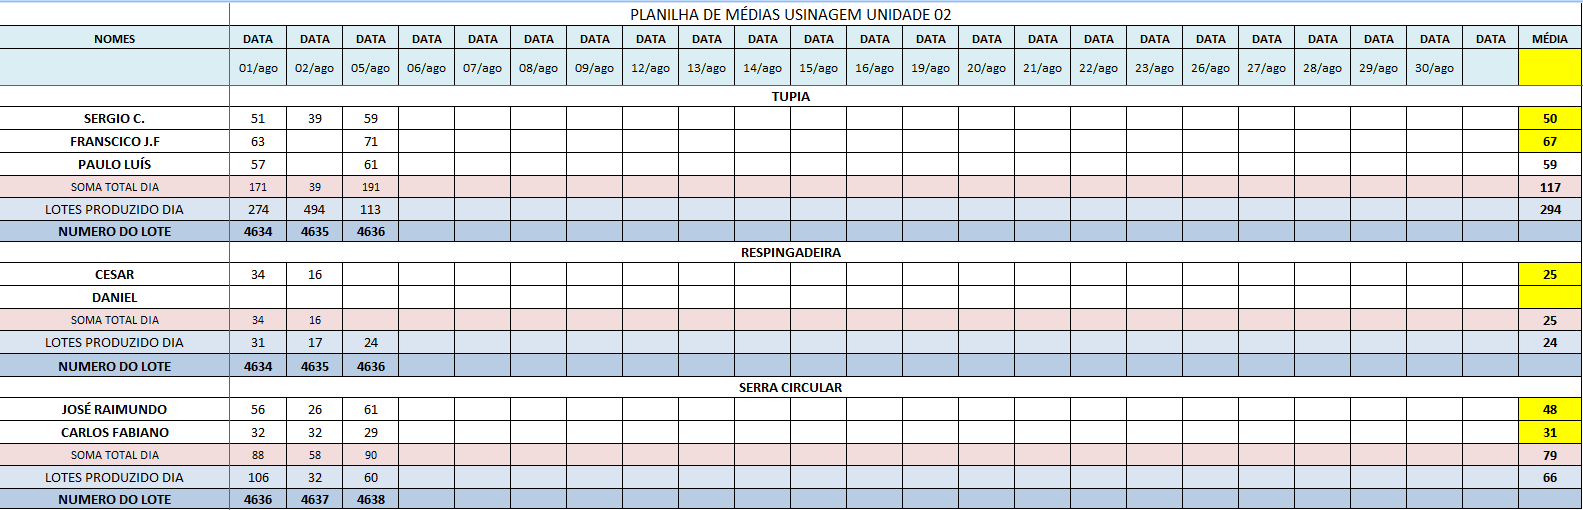 PLANILHA DE MÉDIAS USINAGEM UNIDADE 02
NOMES DATA DATA DATA DATA DATA DATA DATA DATA DATA DATA DATA DATA DATA DATA DATA DATA DATA DATA DATA DATA DATA DATA DATA MÉDIA
01/ago 02/ago 05/ago 06/ago 07/ago 08/ago 09/ago 12/ago 13/ago 14/ago 15/ago 16/ago 19/ago 20/ago 21/ago 22/ago 23/ago 26/ago 27/ago 28/ago 29/ago 30/ago
TUPIA
SERGIO C. 51 39 59 50
FRANSCICO J.F 63 71 67
PAULO LUÍS 57 61 59
SOMA TOTAL DIA 171 39 191 117
LOTES PRODUZIDO DIA 274 494 113 294
NUMERO DO LOTE 4634 4635 4636
RESPINGADEIRA
CESAR 34 16 25
DANIEL
SOMA TOTAL DIA 34 16 25
LOTES PRODUZIDO DIA 31 17 24 24
NUMERO DO LOTE 4634 4635 4636
SERRA CIRCULAR
JOSÉ RAIMUNDO 56 26 61 48
CARLOS FABIANO 32 32 29 31
SOMA TOTAL DIA 88 58 90 79
LOTES PRODUZIDO DIA 106 32 60 66
NUMERO DO LOTE 4636 4637 4638